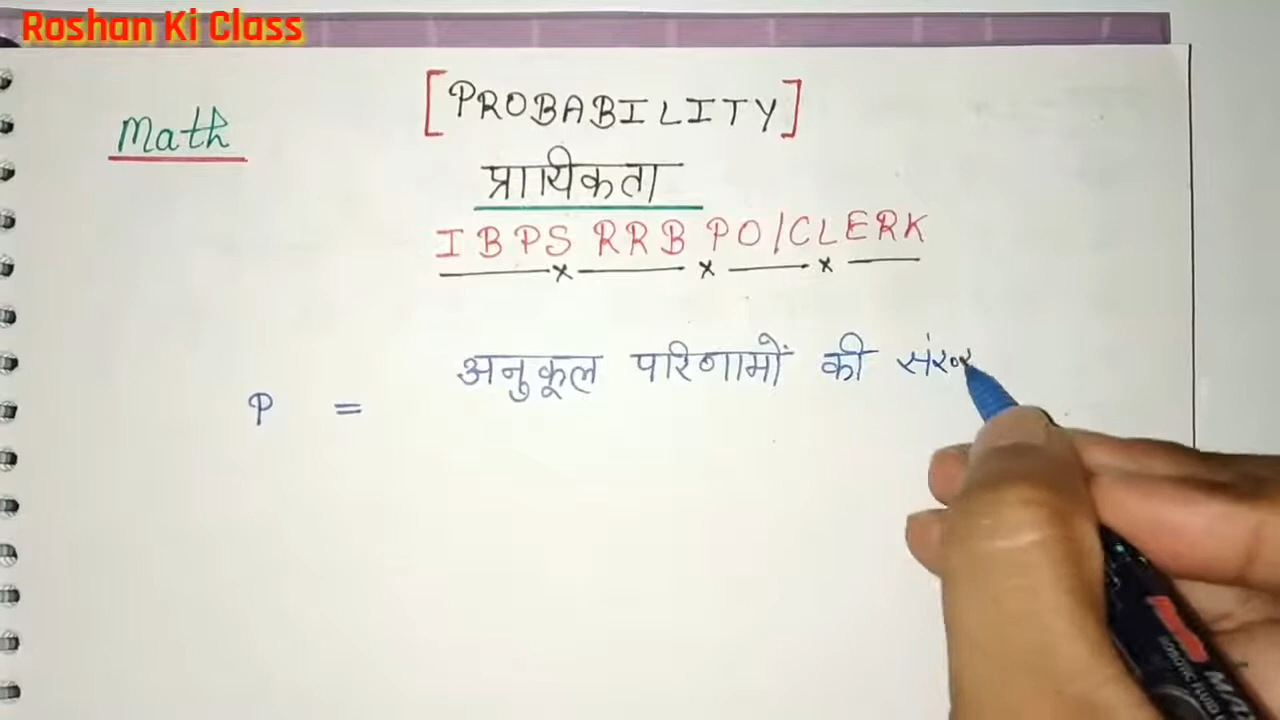 Roshan Ki Class
[PROBABILITY]
Math
प्रायिकता
IBPS RRB PO/CLERK
अनुकूल परिणामों की
P =